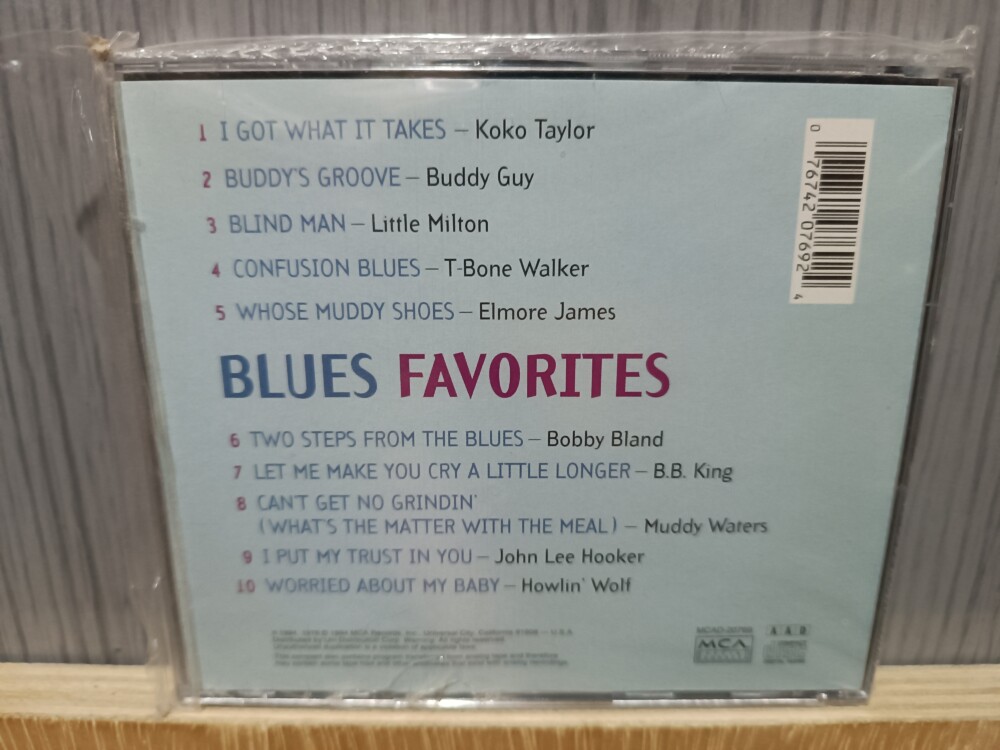 1 I GOT WHAT IT TAKES – Koko Taylor
2 BUDDY'S GROOVE – Buddy Guy
3 BLIND MAN – Little Milton
4 CONFUSION BLUES – T-Bone Walker
5 WHOSE MUDDY SHOES – Elmore James
BLUES FAVORITES
6 TWO STEPS FROM THE BLUES – Bobby Bland
7 LET ME MAKE YOU CRY A LITTLE LONGER – B.B. King
8 CAN'T GET NO GRINDIN'
(WHAT'S THE MATTER WITH THE MEAL) – Muddy Waters
9 I PUT MY TRUST IN YOU – John Lee Hooker
10 WORRIED ABOUT MY BABY – Howlin' Wolf
0 76742 07692 4
MCA
A A D